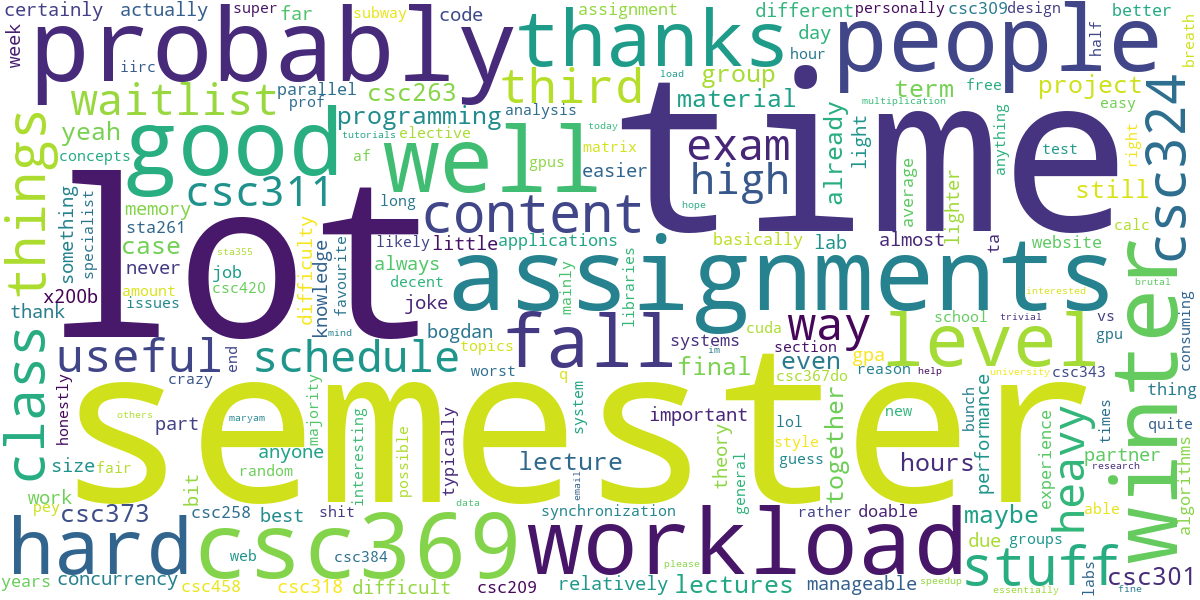 certainly
actually
super
far
subway
code
assignment
different
personally
csc309
design
better
week
probably
thanks
people
half
breath
iirc
day
hour
parallel
prof
csc263
third
load
group
material
term
free
project
easy
waitlist
yeah
programming
analysis
multiplication
time
tutorials
elective
today
matrix
already
light
anything
test
right
csc324
things
concepts
good
well
af
gpus
easier
exam
high
average
lighter
still
calc
something
specialist
memory
sta261
csc311
long
hope
content
case
never
lot
sta355
job
csc420
difficulty
knowledge
favourite
likely
little
applications
always
decent
joke
mainly
libraries
basically
lab
almost
ta
website
x200b
amount
issues
thank
mind
bogdan
assignments
interested
cuda
way
school
trivial
vs
gpu
brutal
consuming
class
useful
end
schedule
topics
fall
systems
im
section
level
winter
worst
q
final
even
gpa
reason
help
csc343
university
thing
honestly
crazy
semester
csc367do
others
maryam
part
majority
interesting
possible
typically
important
system
style
lol
new
bunch
performance
times
quite
size
fair
anyone
random
lecture
email
theory
general
guess
together
hours
experience
heavy
partner
research
algorithms
work
pey
bit
data
csc373
csc258
best
shit
synchronization
rather
doable
maybe
able
hard
csc369
workload
due
groups
web
csc384
please
stuff
labs
csc301
years
concurrency
csc458
csc318
difficult
csc209
relatively
lectures
manageable
speedup
essentially
fine